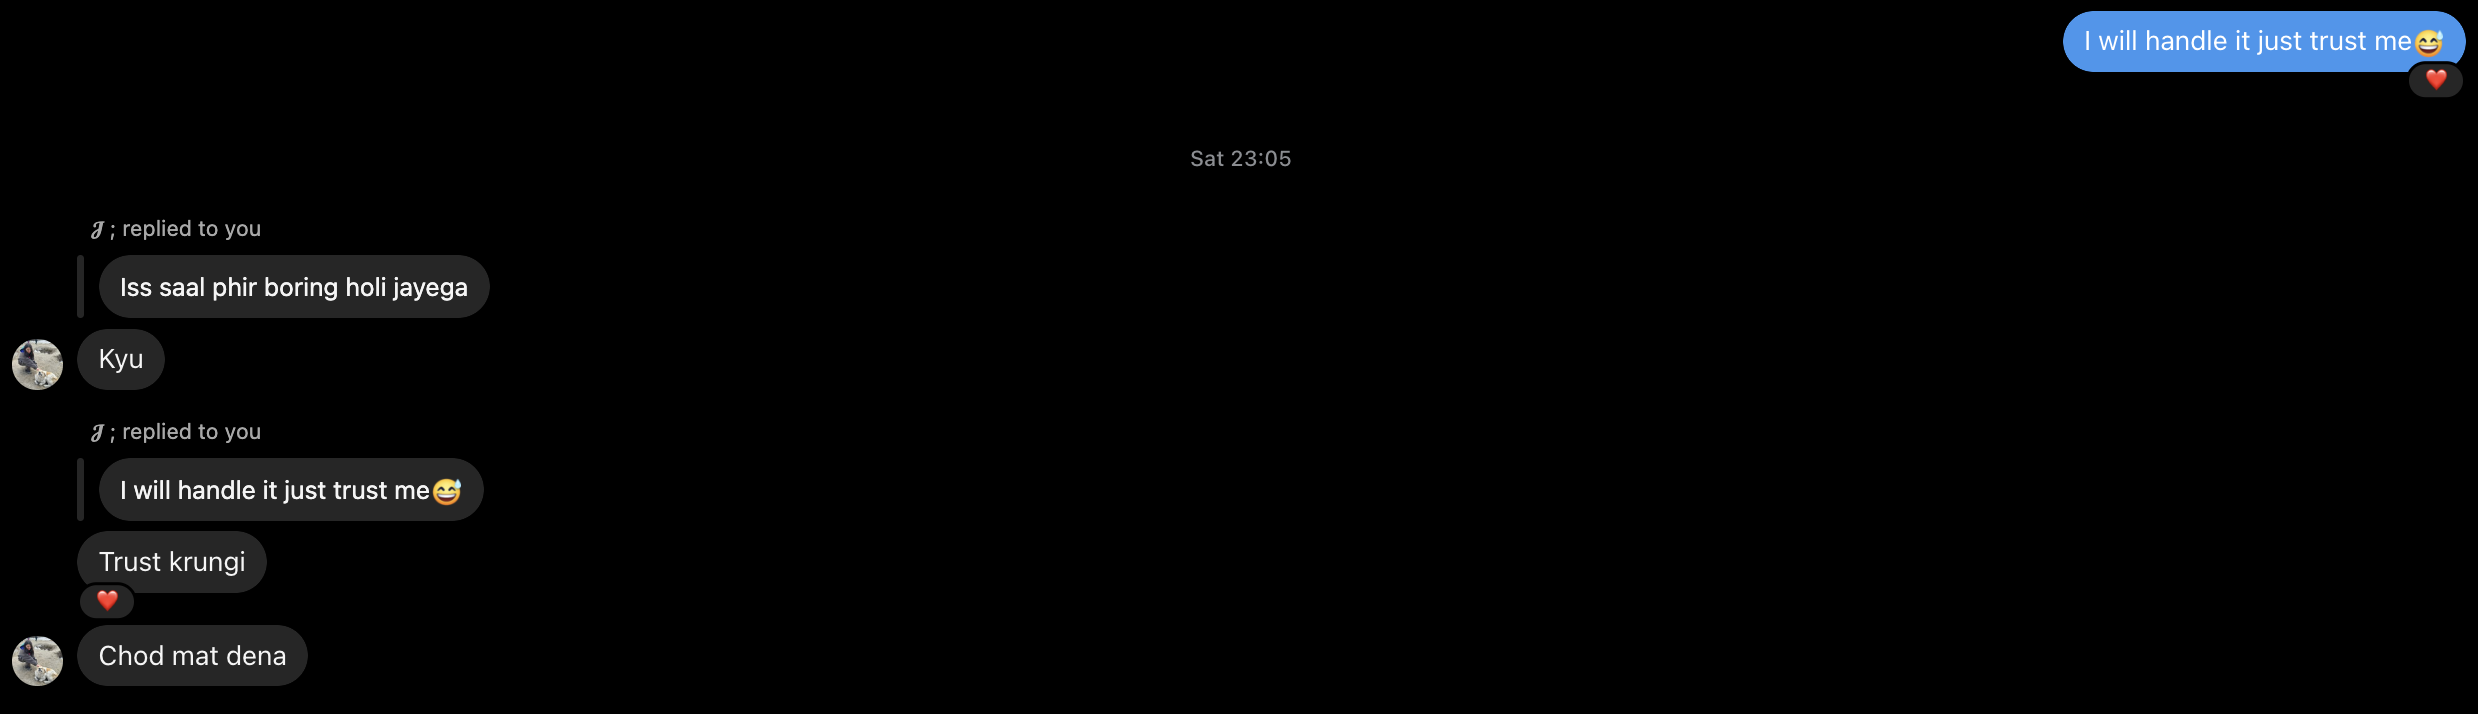 I will handle it just trust me😅
❤️
Sat 23:05
𝒥 ; replied to you
Iss saal phir boring holi jayega
Kyu
𝒥 ; replied to you
I will handle it just trust me😅
Trust krungi
❤️
Chod mat dena